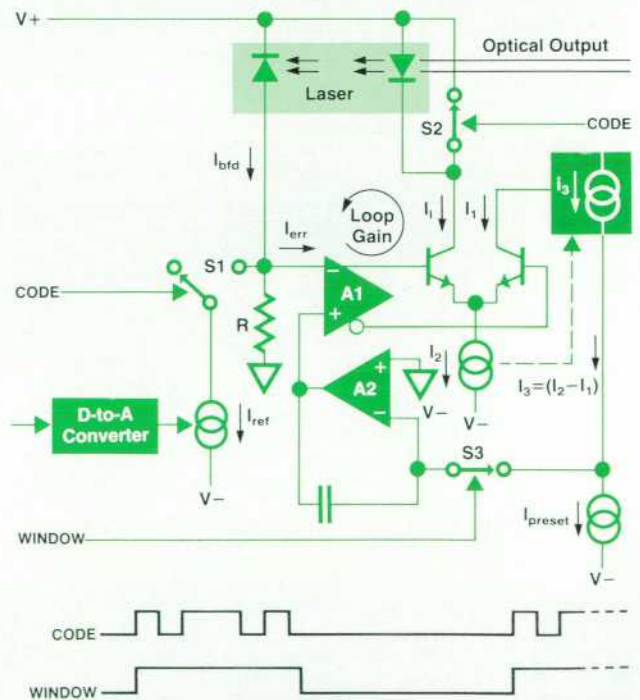 V+
Optical Output
Laser
S2
CODE
I_bfd
I_l
I_1
i_3
Loop
Gain
I_err
S1
CODE
A1
−
+
R
I_2
I_3=(I_2−I_1)
A2
+
−
V−
V−
D-to-A
Converter
I_ref
V−
S3
WINDOW
I_preset
V−
CODE
WINDOW